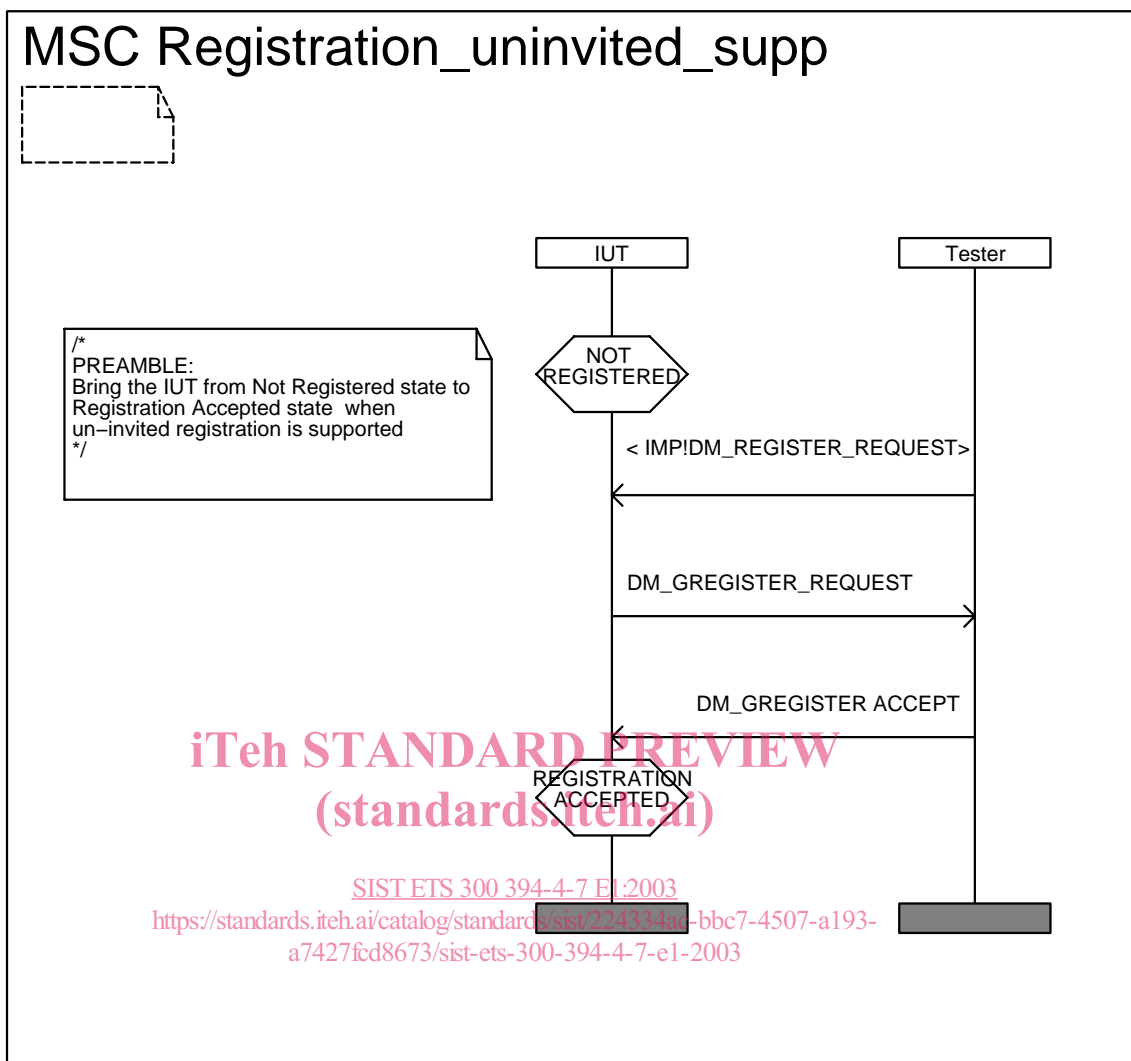 MSC Registration_uninvited_supp
IUT
Tester
/*
PREAMBLE:
Bring the IUT from Not Registered state to
Registration Accepted state when
un−invited registration is supported
*/
NOT
REGISTERED
< IMP!DM_REGISTER_REQUEST>
DM_GREGISTER_REQUEST
DM_GREGISTER ACCEPT
iTeh STANDARD PREVIEW
(standards.iteh.ai)
REGISTRATION
ACCEPTED
SIST ETS 300 394-4-7 E1:2003
https://standards.iteh.ai/catalog/standards/sist/224334ac-bbc7-4507-a193-
a7427fcd8673/sist-ets-300-394-4-7-e1-2003